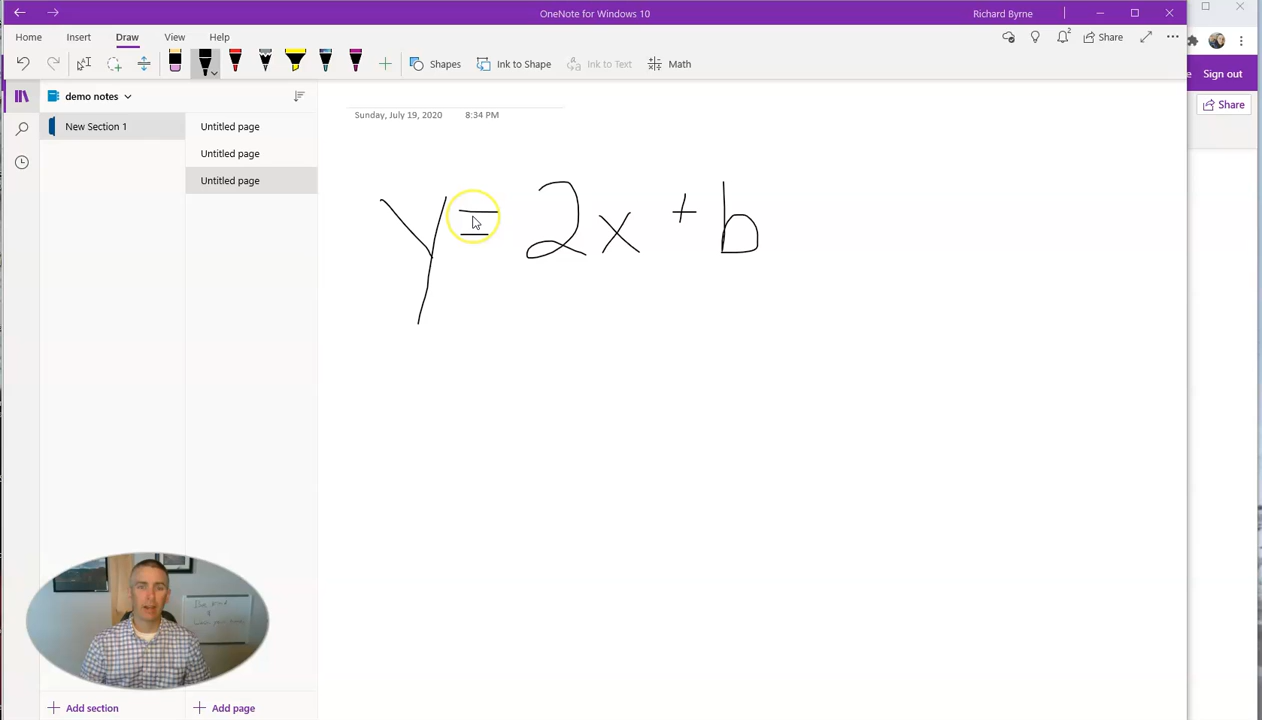 OneNote for Windows 10
Richard Byrne
Home Insert Draw View Help
Share
Sign out
Shapes
Ink to Shape
Ink to Text
Math
demo notes
Share
New Section 1
Untitled page
Untitled page
Untitled page
Sunday, July 19, 2020 8:34 PM
y = 2x + b
Add section
Add page